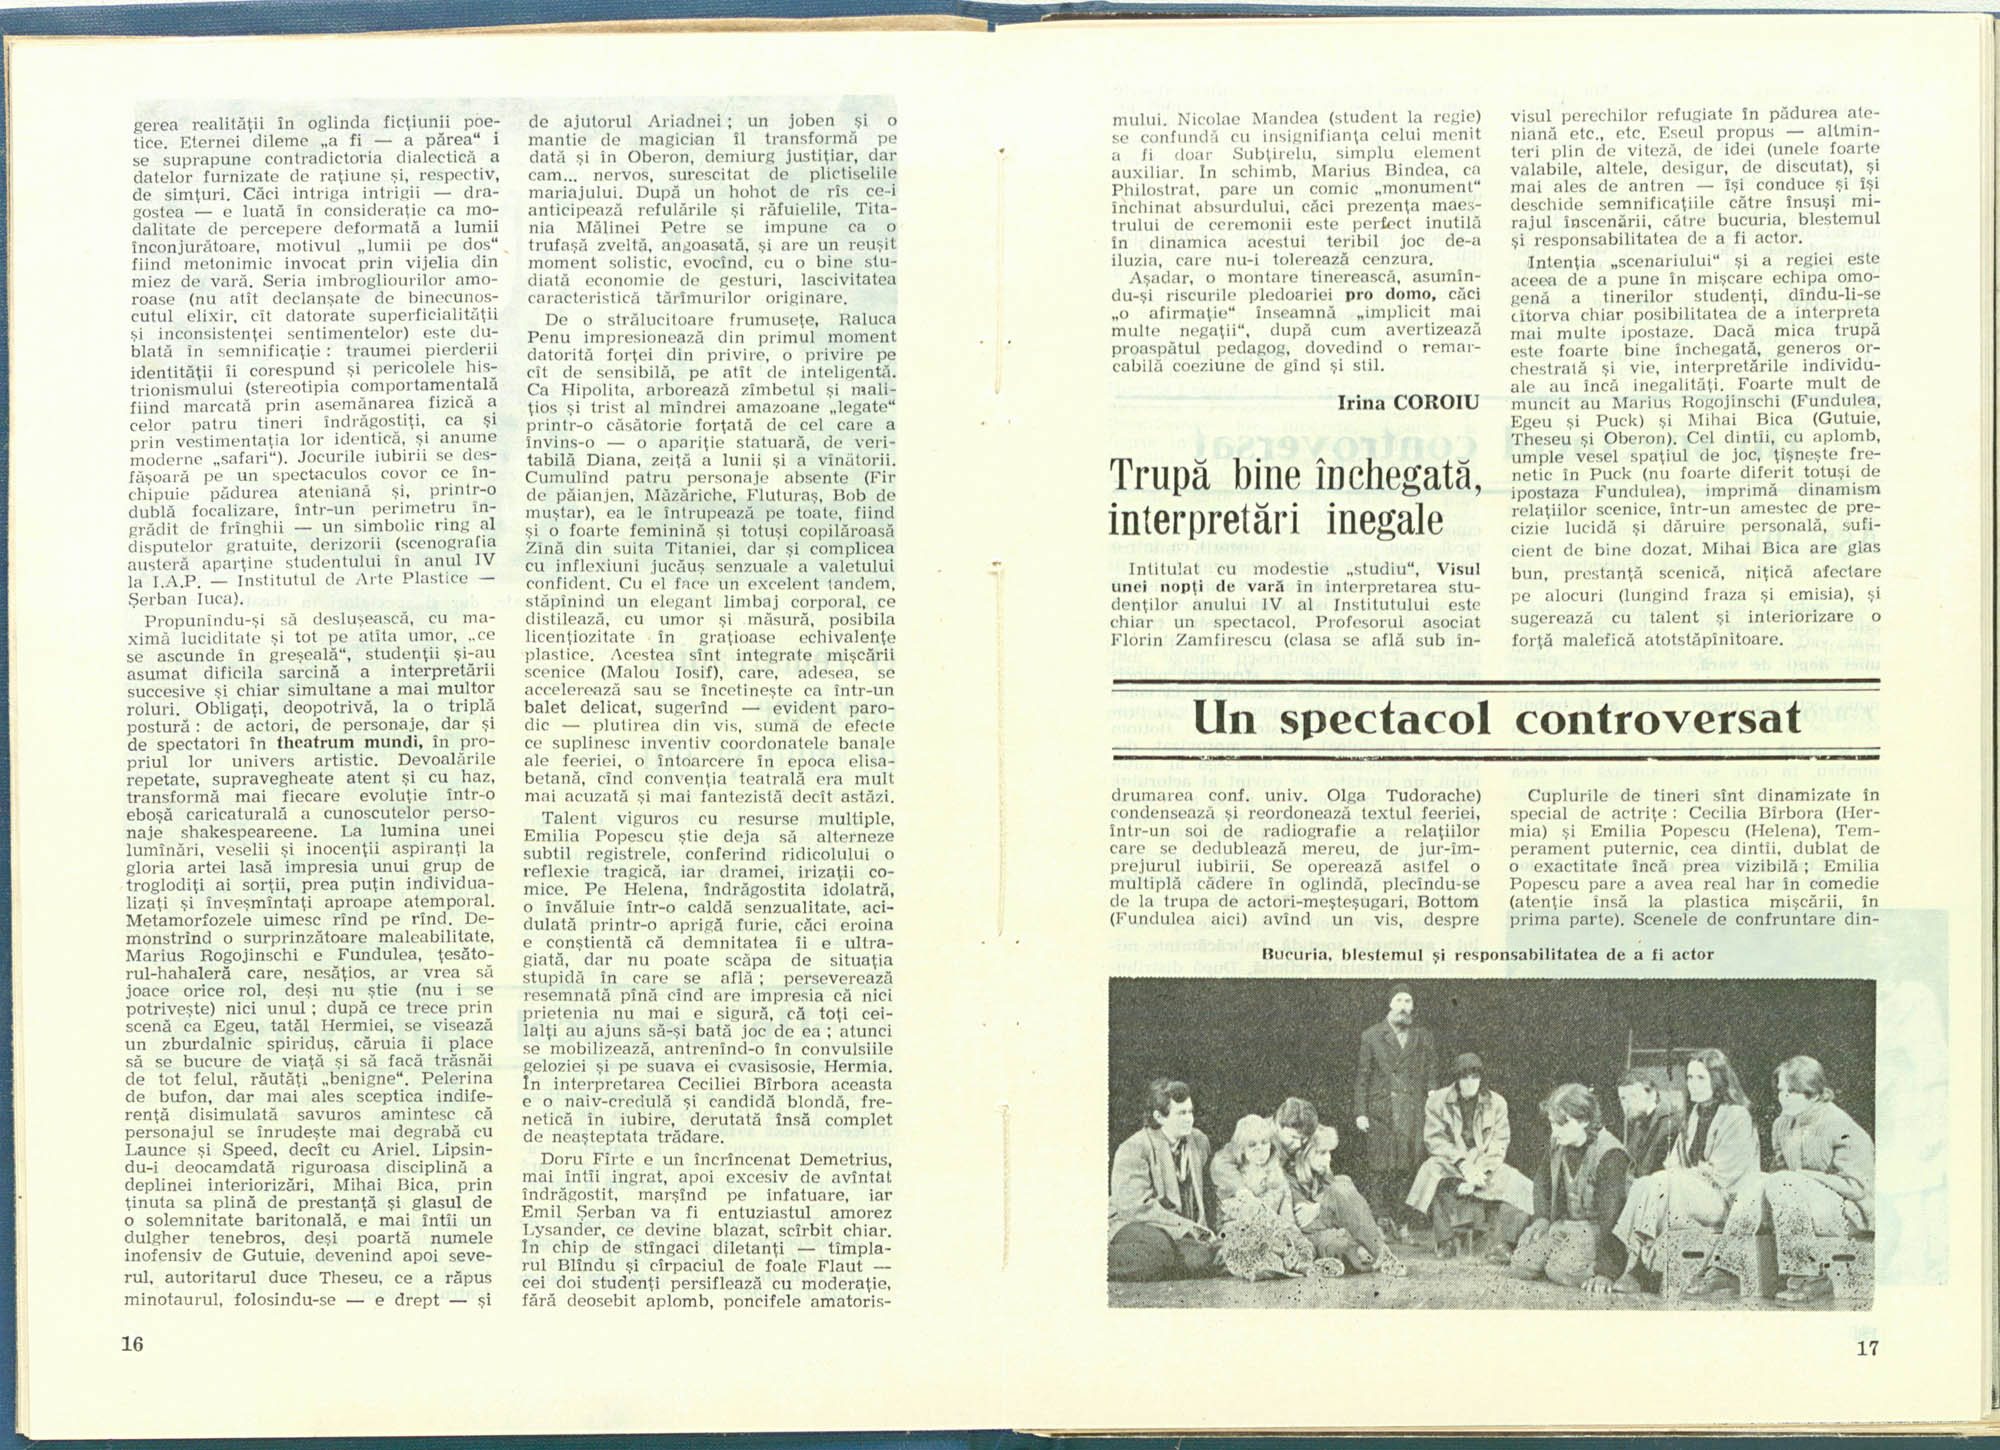 gerea realității în oglinda ficțiunii poe-
tice. Eternei dileme „a fi — a părea“ i
se suprapune contradictoria dialectică a
datelor furnizate de rațiune și, respectiv,
de simțuri. Căci intriga intrigii — dra-
gostea — e luată în considerație ca mo-
dalitate de percepere deformată a lumii
înconjurătoare, motivul „lumii pe dos“
fiind metonimic invocat prin vijelia din
miez de vară. Seria imbrogliourilor amo-
roase (nu atît declanșate de binecunos-
cutul elixir, cît datorate superficialității
și inconsistenței sentimentelor) este du-
blată în semnificație : traumei pierderii
identității îi corespund și pericolele his-
trionismului (stereotipia comportamentală
fiind marcată prin asemănarea fizică a
celor patru tineri îndrăgostiți, ca și
prin vestimentația lor identică, și anume
moderne „safari“). Jocurile iubirii se des-
fășoară pe un spectaculos covor ce în-
chipuie pădurea ateniană și, printr-o
dublă focalizare, într-un perimetru în-
grădit de frînghii — un simbolic ring al
disputelor gratuite, derizorii (scenografia
austeră aparține studentului în anul IV
la I.A.P. — Institutul de Arte Plastice —
Șerban Iuca).
Propunîndu-și să deslușească, cu ma-
ximă luciditate și tot pe atîta umor, „ce
se ascunde în greșeală“, studenții și-au
asumat dificila sarcină a interpretării
succesive și chiar simultane a mai multor
roluri. Obligați, deopotrivă, la o triplă
postură : de actori, de personaje, dar și
de spectatori în theatrum mundi, în pro-
priul lor univers artistic. Devoalările
repetate, supravegheate atent și cu haz,
transformă mai fiecare evoluție într-o
eboșă caricaturală a cunoscutelor perso-
naje shakespeareene. La lumina unei
lumînări, veselii și inocenții aspiranți la
gloria artei lasă impresia unui grup de
troglodiți ai sorții, prea puțin individua-
lizați și înveșmîntați aproape atemporal.
Metamorfozele uimesc rînd pe rînd. De-
monstrînd o surprinzătoare maleabilitate,
Marius Rogojinschi e Fundulea, țesăto-
rul-hahaleră care, nesățios, ar vrea să
joace orice rol, deși nu știe (nu i se
potrivește) nici unul ; după ce trece prin
scenă ca Egeu, tatăl Hermiei, se visează
un zburdalnic spiriduș, căruia îi place
să se bucure de viață și să facă trăsnăi
de tot felul, răutăți „benigne“. Pelerina
de bufon, dar mai ales sceptica indife-
rență disimulată savuros amintesc că
personajul se înrudește mai degrabă cu
Launce și Speed, decît cu Ariel. Lipsin-
du-i deocamdată riguroasa disciplină a
deplinei interiorizări, Mihai Bica, prin
ținuta sa plină de prestanță și glasul de
o solemnitate baritonală, e mai întîi un
dulgher tenebros, deși poartă numele
inofensiv de Gutuie, devenind apoi seve-
rul, autoritarul duce Theseu, ce a răpus
minotaurul, folosindu-se — e drept — și
16
de ajutorul Ariadnei ; un joben și o
mantie de magician îl transformă pe
dată și în Oberon, demiurg justițiar, dar
cam... nervos, surescitat de plictiselile
mariajului. După un hohot de rîs ce-i
anticipează refulările și răfuielile, Tita-
nia Mălinei Petre se impune ca o
trufașă zveltă, angoasată, și are un reușit
moment solistic, evocînd, cu o bine stu-
diată economie de gesturi, lascivitatea
caracteristică tărîmurilor originare.
De o strălucitoare frumusețe, Raluca
Penu impresionează din primul moment
datorită forței din privire, o privire pe
cît de sensibilă, pe atît de inteligentă.
Ca Hipolita, arborează zîmbetul și mali-
țios și trist al mîndrei amazoane „legate“
printr-o căsătorie forțată de cel care a
învins-o — o apariție statuară, de veri-
tabilă Diana, zeiță a lunii și a vînătorii.
Cumulînd patru personaje absente (Fir
de păianjen, Măzăriche, Fluturaș, Bob de
muștar), ea le întrupează pe toate, fiind
și o foarte feminină și totuși copilăroasă
Zînă din suita Titaniei, dar și complicea
cu inflexiuni jucăuș senzuale a valetului
confident. Cu el face un excelent tandem,
stăpînind un elegant limbaj corporal, ce
distilează, cu umor și măsură, posibila
licențiozitate în grațioase echivalențe
plastice. Acestea sînt integrate mișcării
scenice (Malou Iosif), care, adesea, se
accelerează sau se încetinește ca într-un
balet delicat, sugerînd — evident paro-
dic — plutirea din vis, sumă de efecte
ce suplinesc inventiv coordonatele banale
ale feeriei, o întoarcere în epoca elisa-
betană, cînd convenția teatrală era mult
mai acuzată și mai fantezistă decît astăzi.
Talent viguros cu resurse multiple,
Emilia Popescu știe deja să alterneze
subtil registrele, conferind ridicolului o
reflexie tragică, iar dramei, irizații co-
mice. Pe Helena, îndrăgostita idolatră,
o învăluie într-o caldă senzualitate, aci-
dulată printr-o aprigă furie, căci eroina
e conștientă că demnitatea îi e ultra-
giată, dar nu poate scăpa de situația
stupidă în care se află ; perseverează
resemnată pînă cînd are impresia că nici
prietenia nu mai e sigură, că toți cei-
lalți au ajuns să-și bată joc de ea ; atunci
se mobilizează, antrenînd-o în convulsiile
geloziei și pe suava ei cvasisosie, Hermia.
În interpretarea Ceciliei Bîrbora aceasta
e o naiv-credulă și candidă blondă, fre-
netică în iubire, derutată însă complet
de neașteptata trădare.
Doru Fîrte e un încrîncenat Demetrius,
mai întîi ingrat, apoi excesiv de avîntat
îndrăgostit, marșînd pe infatuare, iar
Emil Șerban va fi entuziastul amorez
Lysander, ce devine blazat, scîrbit chiar.
În chip de stîngaci diletanți — tîmpla-
rul Blîndu și cîrpaciul de foale Flaut —
cei doi studenți persiflează cu moderație,
fără deosebit aplomb, poncifele amatoris-
mului. Nicolae Mandea (student la regie)
se confundă cu insignifianța celui menit
a fi doar Subțirelu, simplu element
auxiliar. In schimb, Marius Bindea, ca
Philostrat, pare un comic „monument“
închinat absurdului, căci prezența maes-
trului de ceremonii este perfect inutilă
în dinamica acestui teribil joc de-a
iluzia, care nu-i tolerează cenzura.
Așadar, o montare tinerească, asumîn-
du-și riscurile pledoariei pro domo, căci
„o afirmație“ înseamnă „implicit mai
multe negații“, după cum avertizează
proaspătul pedagog, dovedind o remar-
cabilă coeziune de gînd și stil.
Irina COROIU
Trupă bine închegată,
interpretări inegale
Intitulat cu modestie „studiu“, Visul
unei nopți de vară în interpretarea stu-
denților anului IV al Institutului este
chiar un spectacol. Profesorul asociat
Florin Zamfirescu (clasa se află sub în-
visul perechilor refugiate în pădurea ate-
niană etc., etc. Eseul propus — altmin-
teri plin de viteză, de idei (unele foarte
valabile, altele, desigur, de discutat), și
mai ales de antren — își conduce și își
deschide semnificațiile către însuși mi-
rajul înscenării, către bucuria, blestemul
și responsabilitatea de a fi actor.
Intenția „scenariului“ și a regiei este
aceea de a pune în mișcare echipa omo-
genă a tinerilor studenți, dîndu-li-se
cîtorva chiar posibilitatea de a interpreta
mai multe ipostaze. Dacă mica trupă
este foarte bine închegată, generos or-
chestrată și vie, interpretările individu-
ale au încă inegalități. Foarte mult de
muncit au Marius Rogojinschi (Fundulea,
Egeu și Puck) și Mihai Bica (Gutuie,
Theseu și Oberon). Cel dintîi, cu aplomb,
umple vesel spațiul de joc, țișnește fre-
netic în Puck (nu foarte diferit totuși de
ipostaza Fundulea), imprimă dinamism
relațiilor scenice, într-un amestec de pre-
cizie lucidă și dăruire personală, sufi-
cient de bine dozat. Mihai Bica are glas
bun, prestanță scenică, nițică afectare
pe alocuri (lungind fraza și emisia), și
sugerează cu talent și interiorizare o
forță malefică atotstăpînitoare.
Un spectacol controversat
drumarea conf. univ. Olga Tudorache)
condensează și reordonează textul feeriei,
într-un soi de radiografie a relațiilor
care se dedublează mereu, de jur-îm-
prejurul iubirii. Se operează astfel o
multiplă cădere în oglindă, plecîndu-se
de la trupa de actori-meșteșugari, Bottom
(Fundulea aici) avînd un vis, despre
Cuplurile de tineri sînt dinamizate în
special de actrițe : Cecilia Bîrbora (Her-
mia) și Emilia Popescu (Helena), Tem-
perament puternic, cea dintîi, dublat de
o exactitate încă prea vizibilă ; Emilia
Popescu pare a avea real har în comedie
(atenție însă la plastica mișcării, în
prima parte). Scenele de confruntare din-
Bucuria, blestemul și responsabilitatea de a fi actor
17